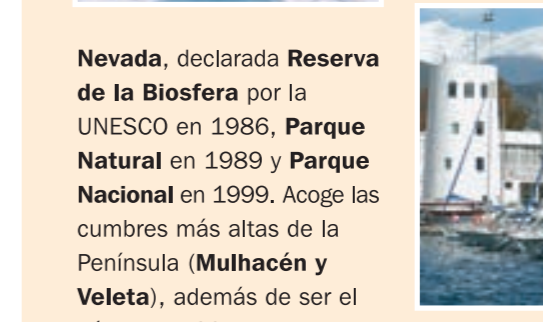 Nevada, declarada Reserva
de la Biosfera por la
UNESCO en 1986, Parque
Natural en 1989 y Parque
Nacional en 1999. Acoge las
cumbres más altas de la
Península (Mulhacén y
Veleta), además de ser el